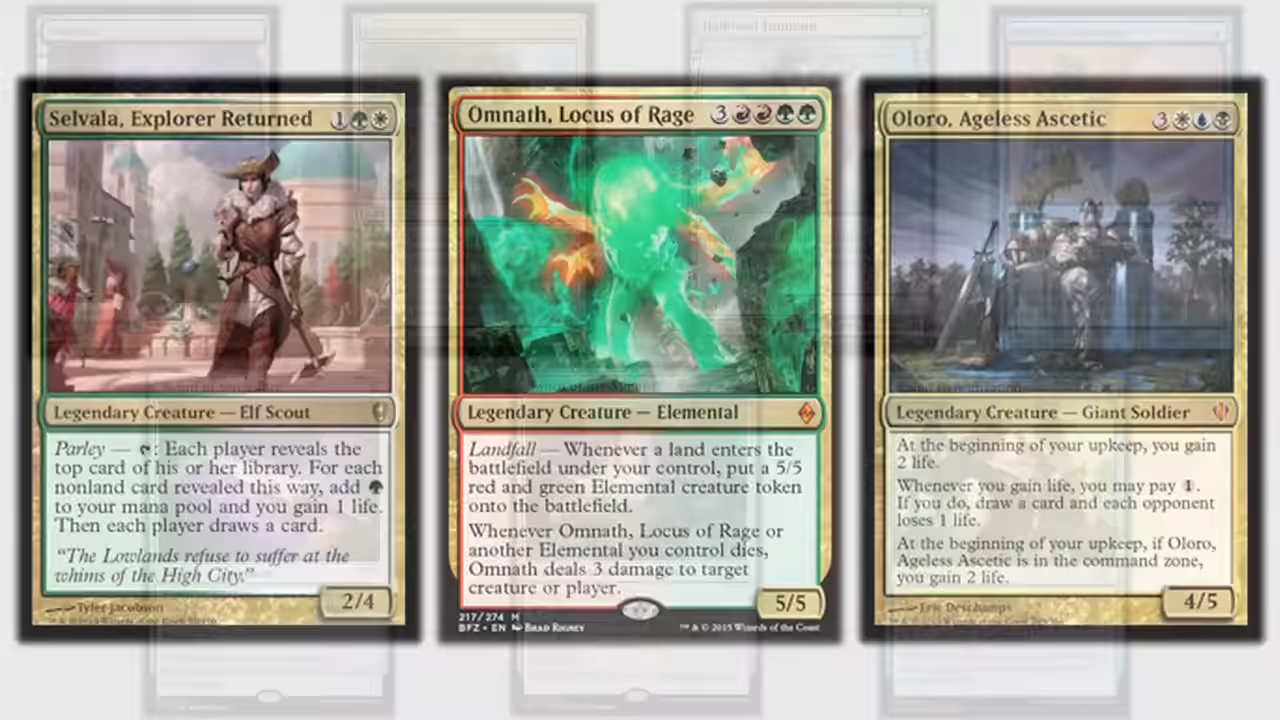 Selvala, Explorer Returned 1
Legendary Creature — Elf Scout
Parley — : Each player reveals the
top card of his or her library. For each
nonland card revealed this way, add
to your mana pool and you gain 1 life.
Then each player draws a card.
“The Lowlands refuse to suffer at the
whims of the High City.”
2/4
Tyler Jacobson
Omnath, Locus of Rage 3
Legendary Creature — Elemental
Landfall — Whenever a land enters the
battlefield under your control, put a 5/5
red and green Elemental creature token
onto the battlefield.
Whenever Omnath, Locus of Rage or
another Elemental you control dies,
Omnath deals 3 damage to target
creature or player.
5/5
217/274 M
BFZ • EN Brad Rigney
™ & © 2015 Wizards of the Coast
Oloro, Ageless Ascetic 3
Legendary Creature — Giant Soldier
At the beginning of your upkeep, you gain
2 life.
Whenever you gain life, you may pay 1.
If you do, draw a card and each opponent
loses 1 life.
At the beginning of your upkeep, if Oloro,
Ageless Ascetic is in the command zone,
you gain 2 life.
4/5
Eric Deschamps